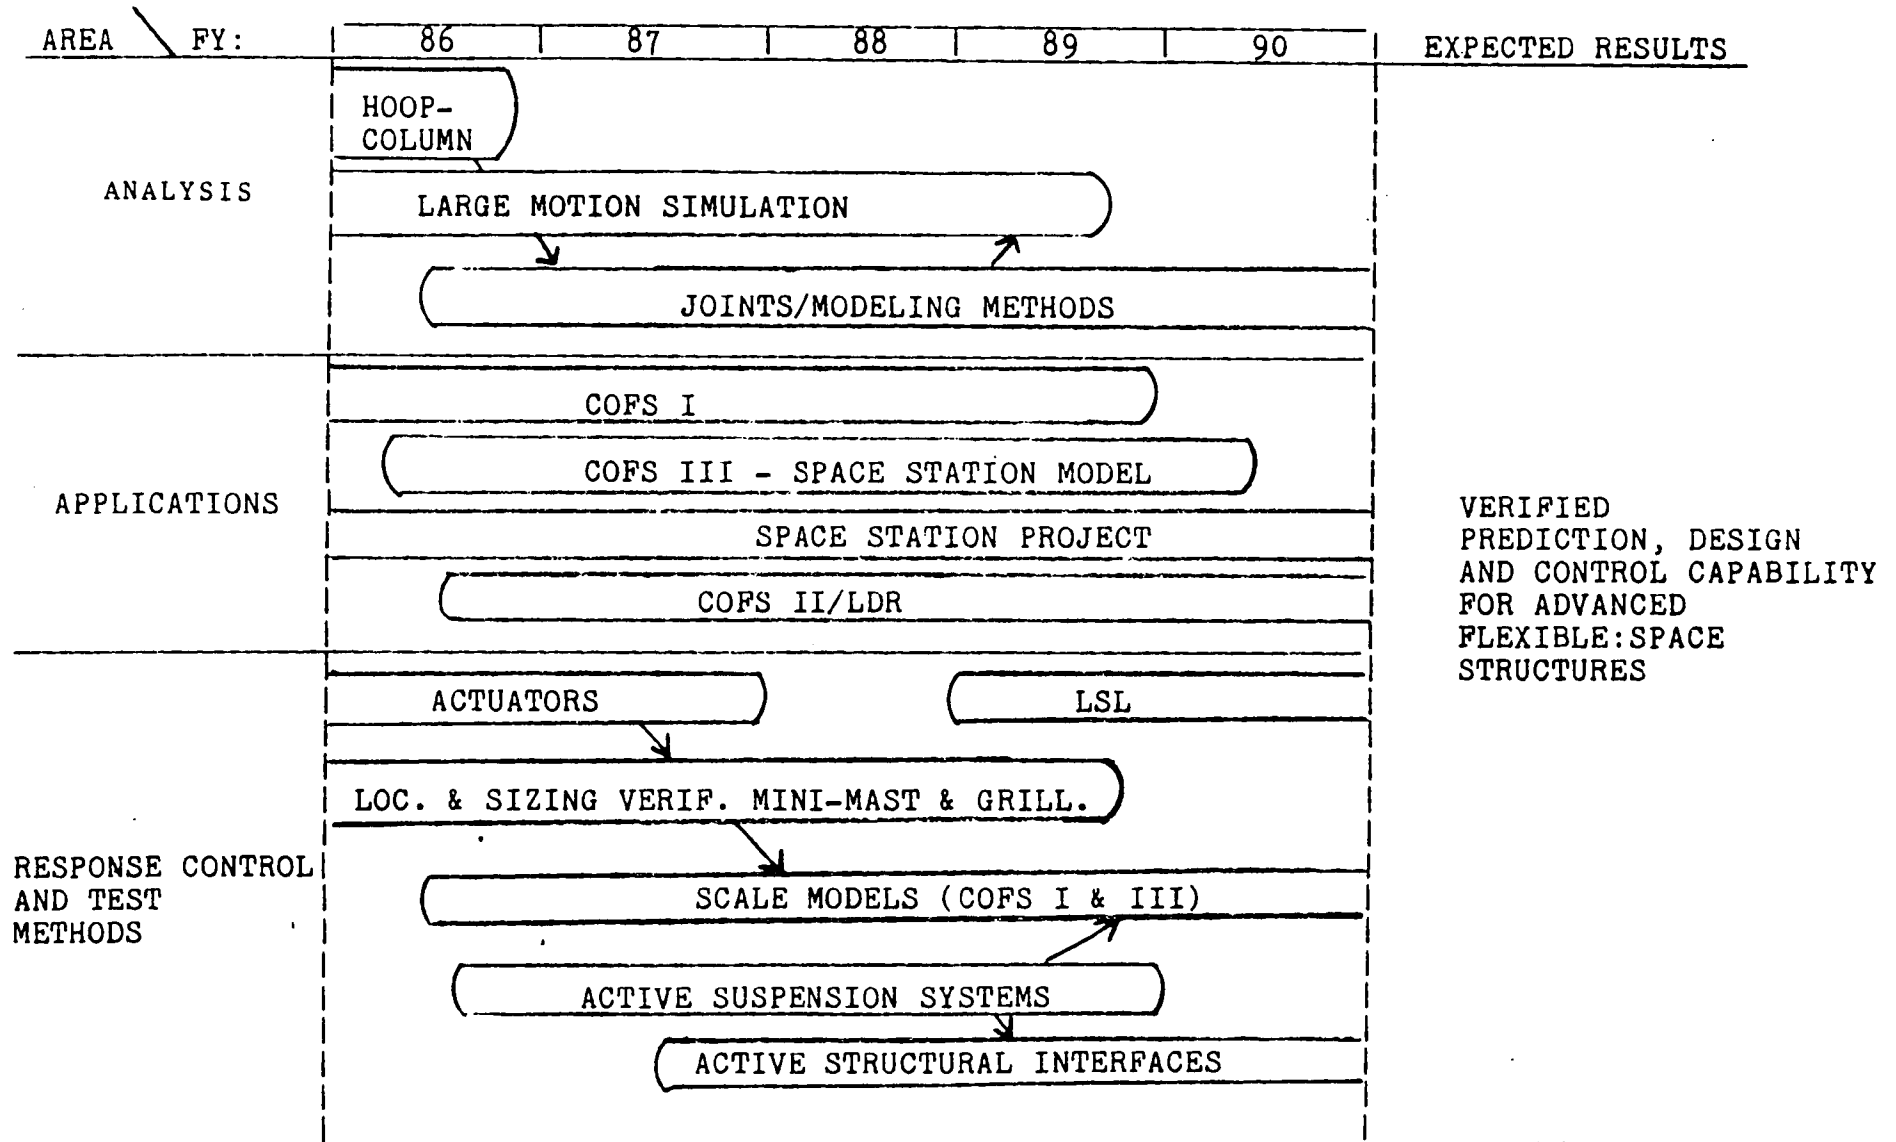 AREA FY: 86 87 88 89 90 EXPECTED RESULTS
HOOP-
COLUMN
ANALYSIS
LARGE MOTION SIMULATION
JOINTS/MODELING METHODS
COFS I
COFS III - SPACE STATION MODEL
APPLICATIONS
SPACE STATION PROJECT
COFS II/LDR
VERIFIED
PREDICTION, DESIGN
AND CONTROL CAPABILITY
FOR ADVANCED
FLEXIBLE:SPACE
STRUCTURES
ACTUATORS
LSL
LOC. & SIZING VERIF. MINI-MAST & GRILL.
RESPONSE CONTROL
AND TEST
METHODS
SCALE MODELS (COFS I & III)
ACTIVE SUSPENSION SYSTEMS
ACTIVE STRUCTURAL INTERFACES